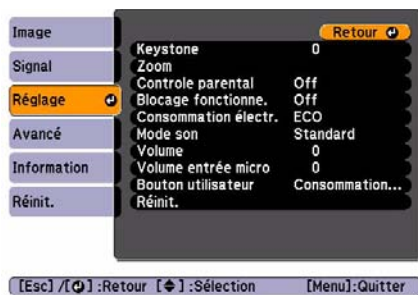 Image
Signal
Réglage
Avancé
Information
Réinit.
Retour
Keystone 0
Zoom
Controle parental Off
Blocage fonctionne. Off
Consommation électr. ECO
Mode son Standard
Volume 0
Volume entrée micro 0
Bouton utilisateur Consommation...
Réinit.
[Esc] /[ ] :Retour [ ] :Sélection [Menu]:Quitter